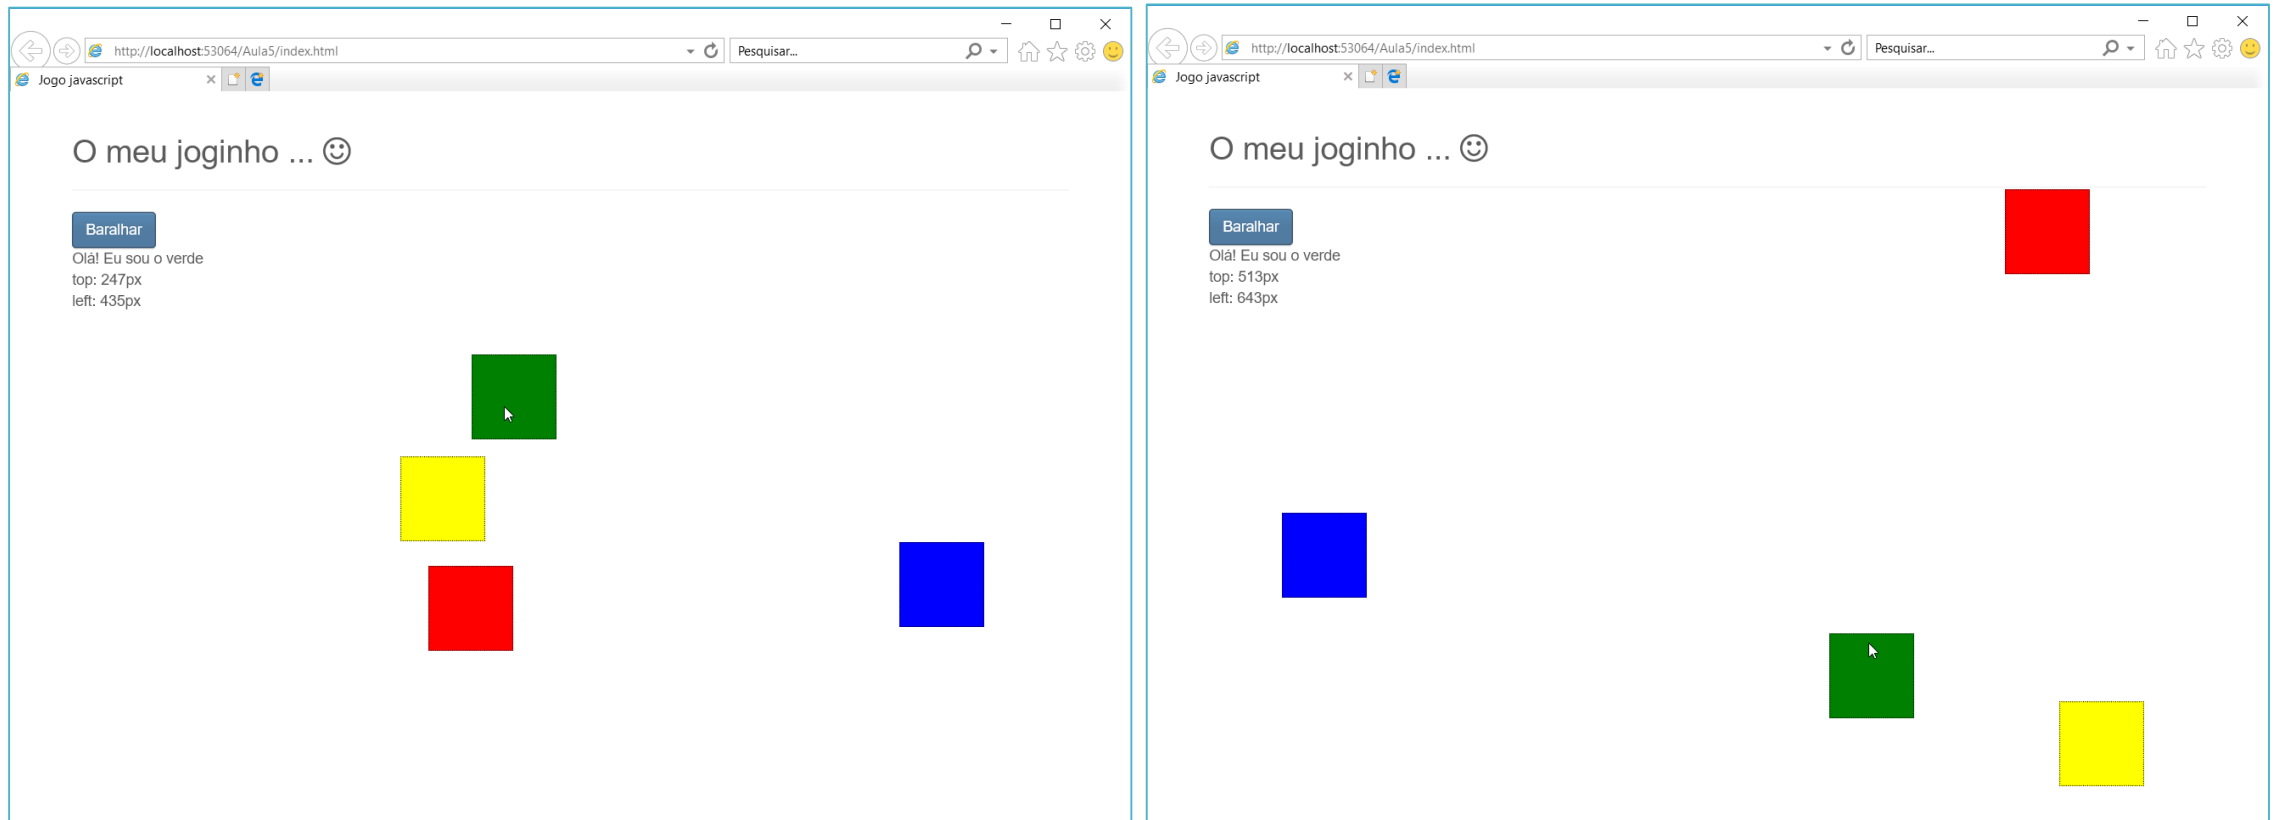 http://localhost:53064/Aula5/index.html
Pesquisar...
Jogo javascript
O meu joginho ...
Baralhar
Olá! Eu sou o verde
top: 247px
left: 435px
http://localhost:53064/Aula5/index.html
Pesquisar...
Jogo javascript
O meu joginho ...
Baralhar
Olá! Eu sou o verde
top: 513px
left: 643px